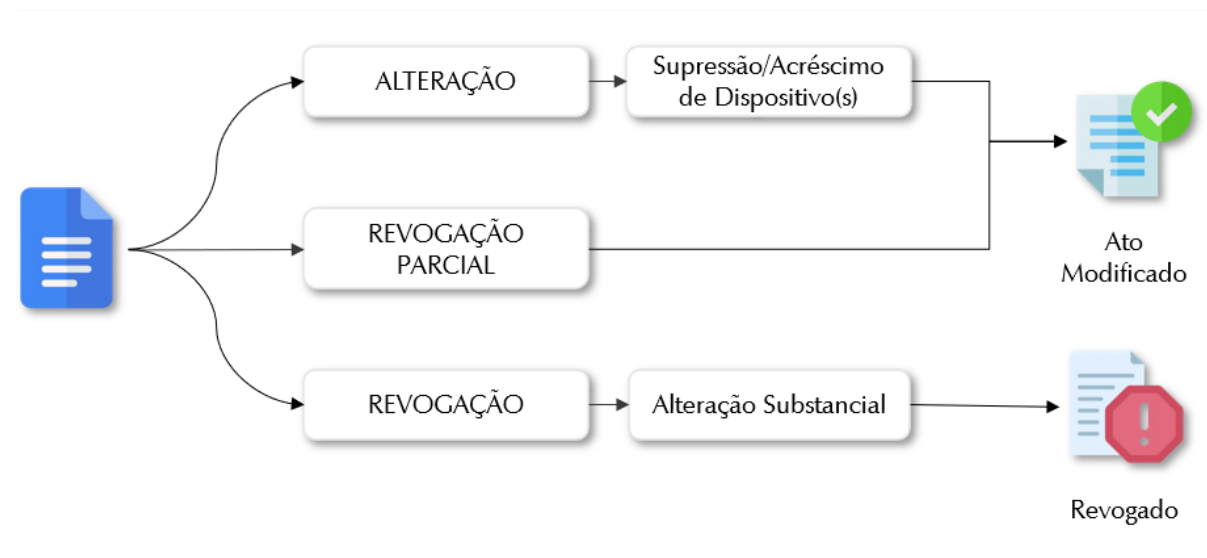 ALTERAÇÃO
Supressão/Acréscimo
de Dispositivo(s)
REVOGAÇÃO
PARCIAL
Ato
Modificado
REVOGAÇÃO
Alteração Substancial
Revogado